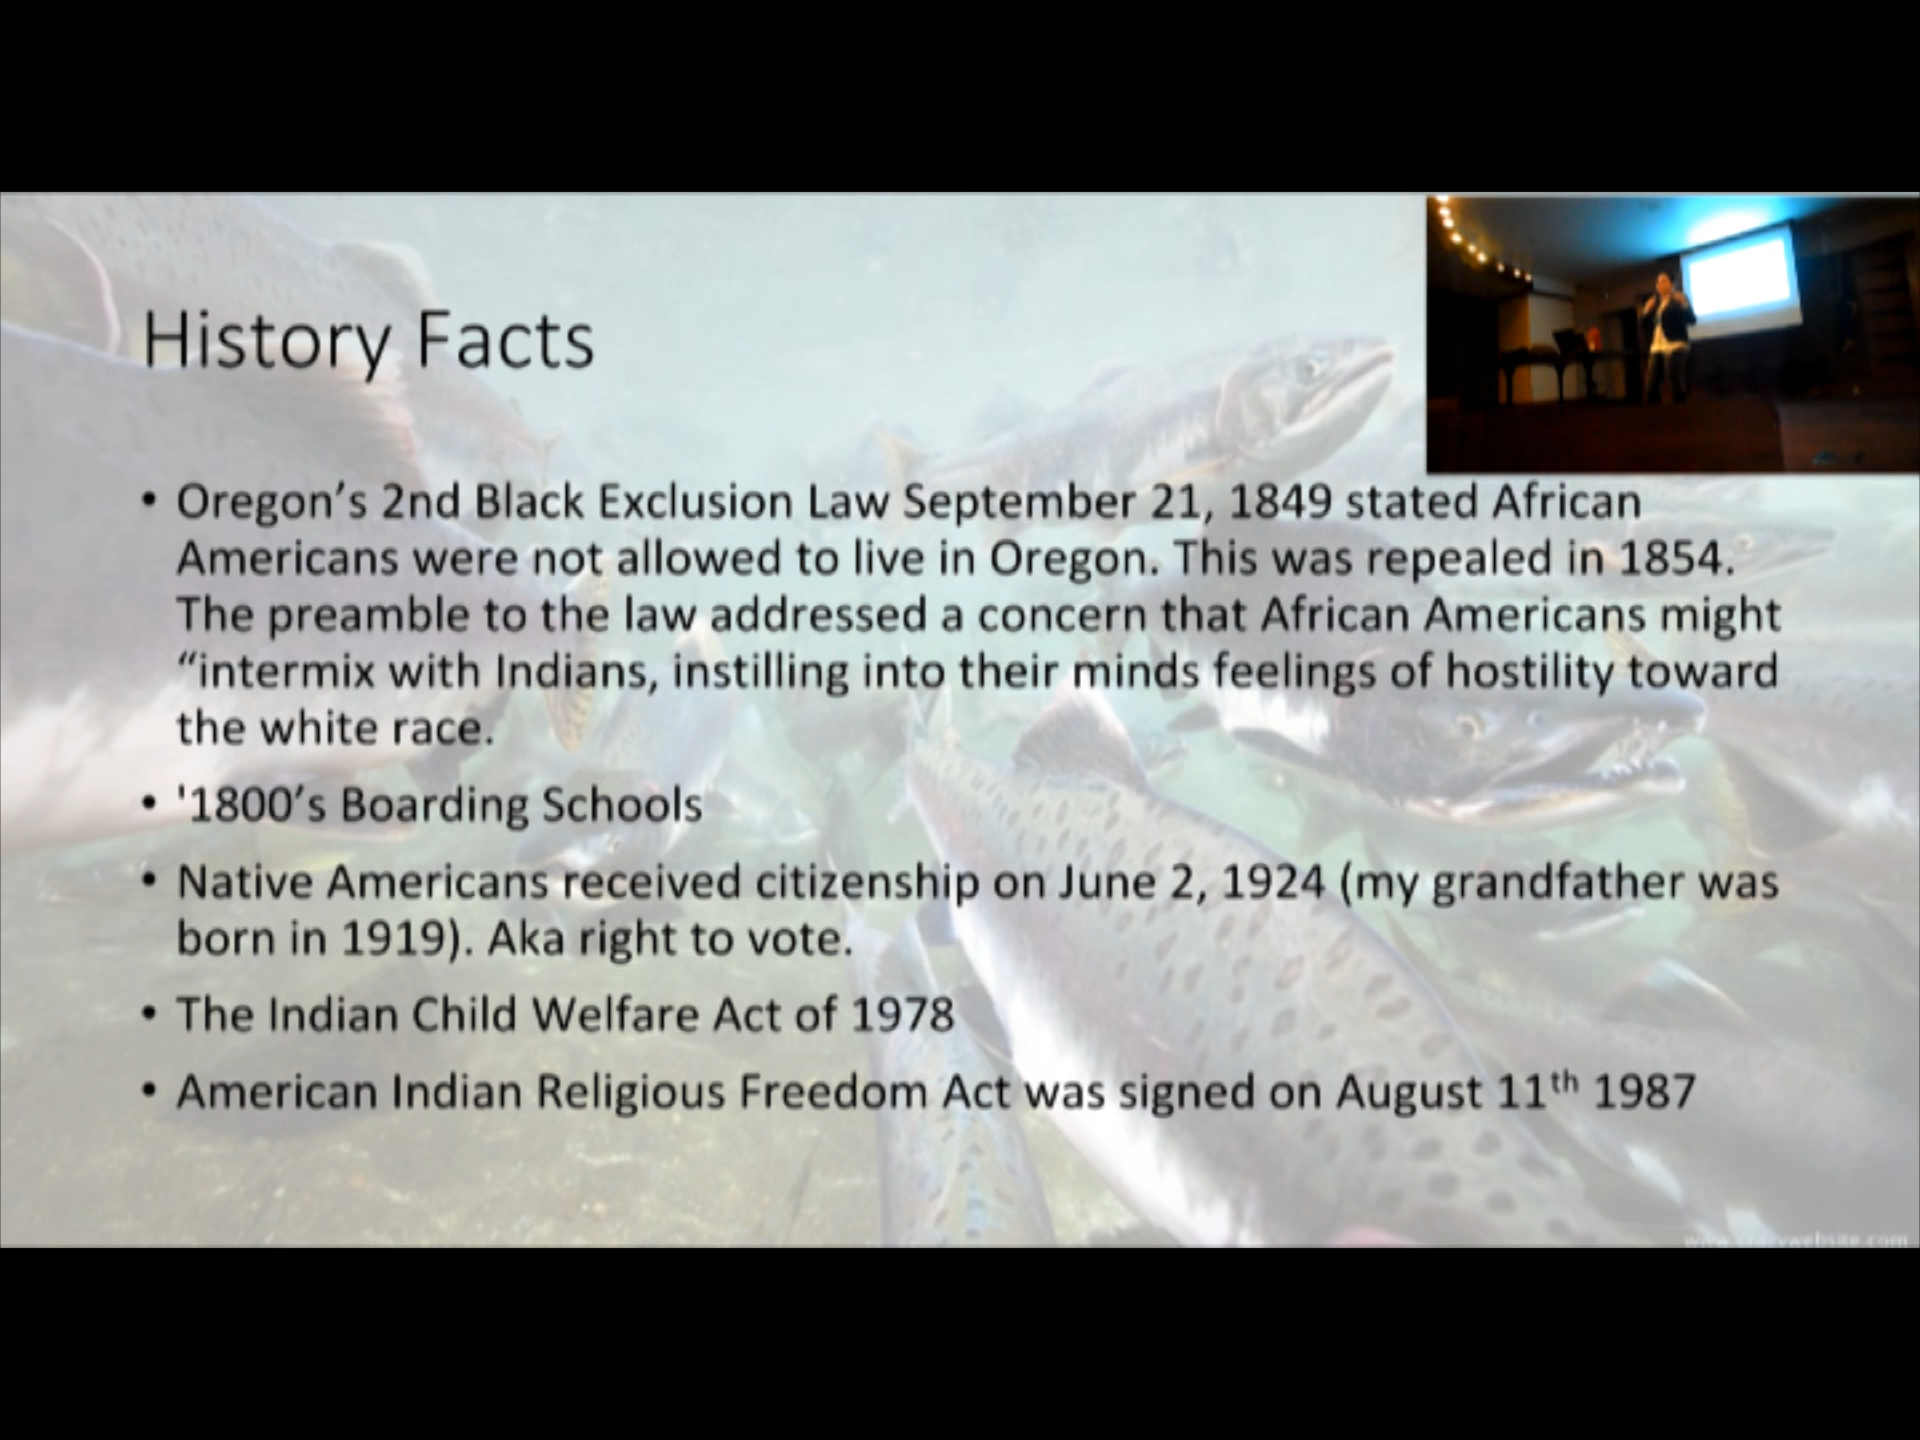 History Facts
• Oregon’s 2nd Black Exclusion Law September 21, 1849 stated African
Americans were not allowed to live in Oregon. This was repealed in 1854.
The preamble to the law addressed a concern that African Americans might
“intermix with Indians, instilling into their minds feelings of hostility toward
the white race.
• '1800’s Boarding Schools
• Native Americans received citizenship on June 2, 1924 (my grandfather was
born in 1919). Aka right to vote.
• The Indian Child Welfare Act of 1978
• American Indian Religious Freedom Act was signed on August 11th 1987